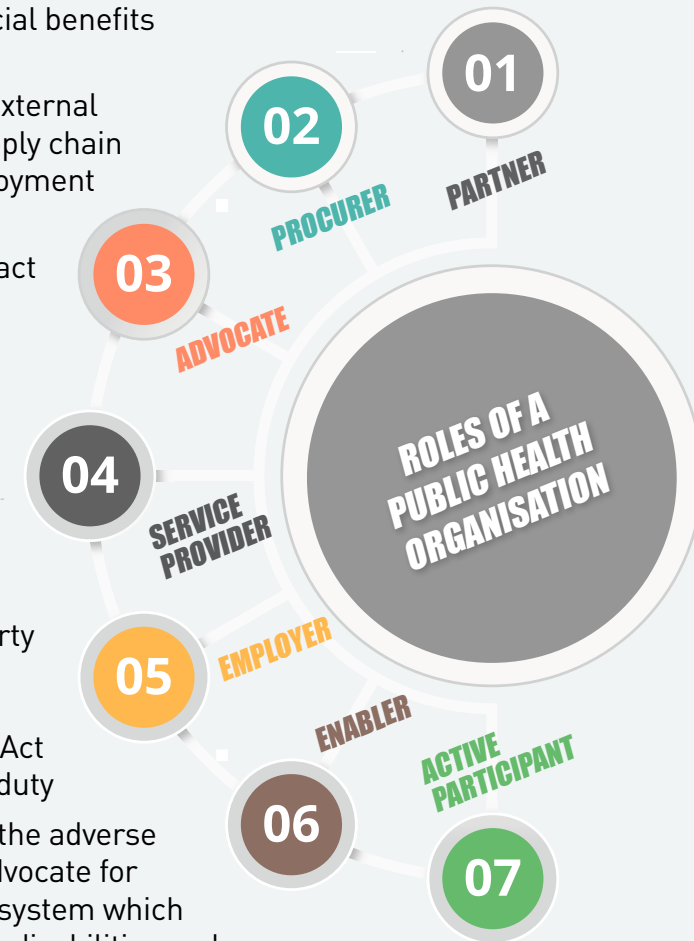 cial benefits
xternal
ply chain
oyment
act
rty
Act
duty
the adverse
dvocate for
system which
01
PARTNER
02
PROCURER
03
ADVOCATE
04
SERVICE
PROVIDER
05
EMPLOYER
06
ENABLER
07
ACTIVE
PARTICIPANT
ROLES OF A
PUBLIC HEALTH
ORGANISATION